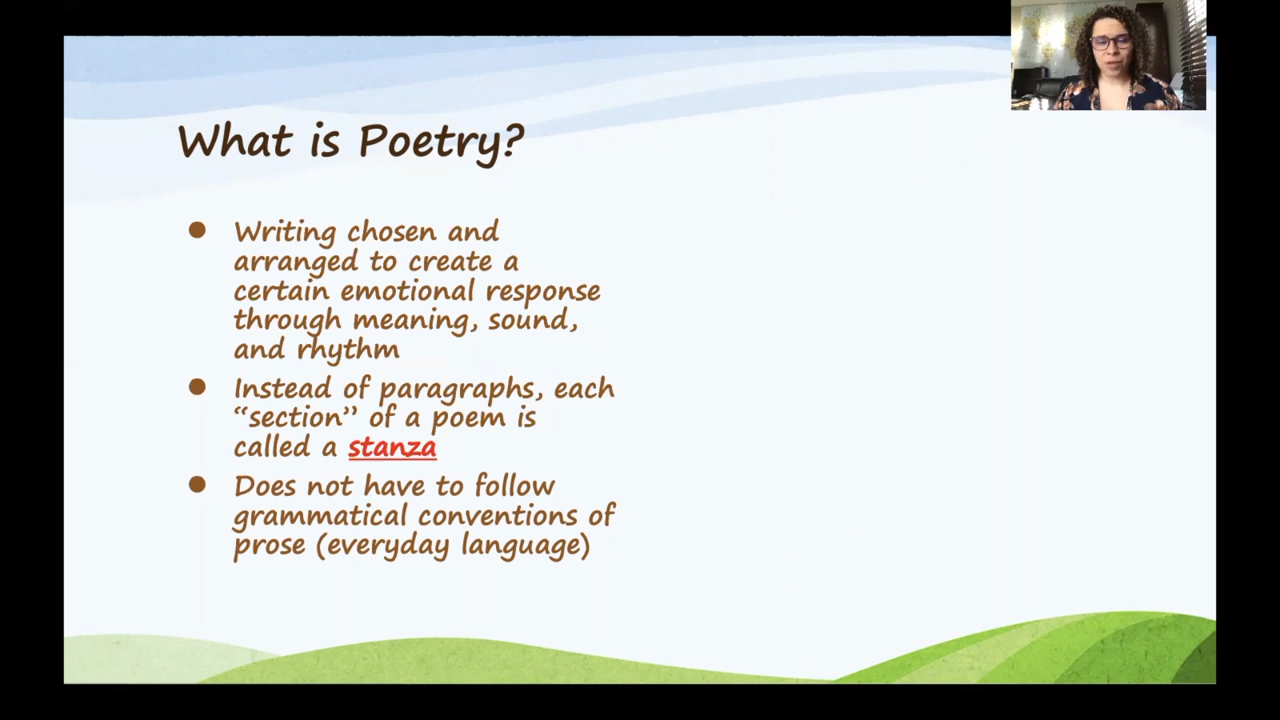 What is Poetry?
● Writing chosen and
arranged to create a
certain emotional response
through meaning, sound,
and rhythm
● Instead of paragraphs, each
“section” of a poem is
called a stanza
● Does not have to follow
grammatical conventions of
prose (everyday language)